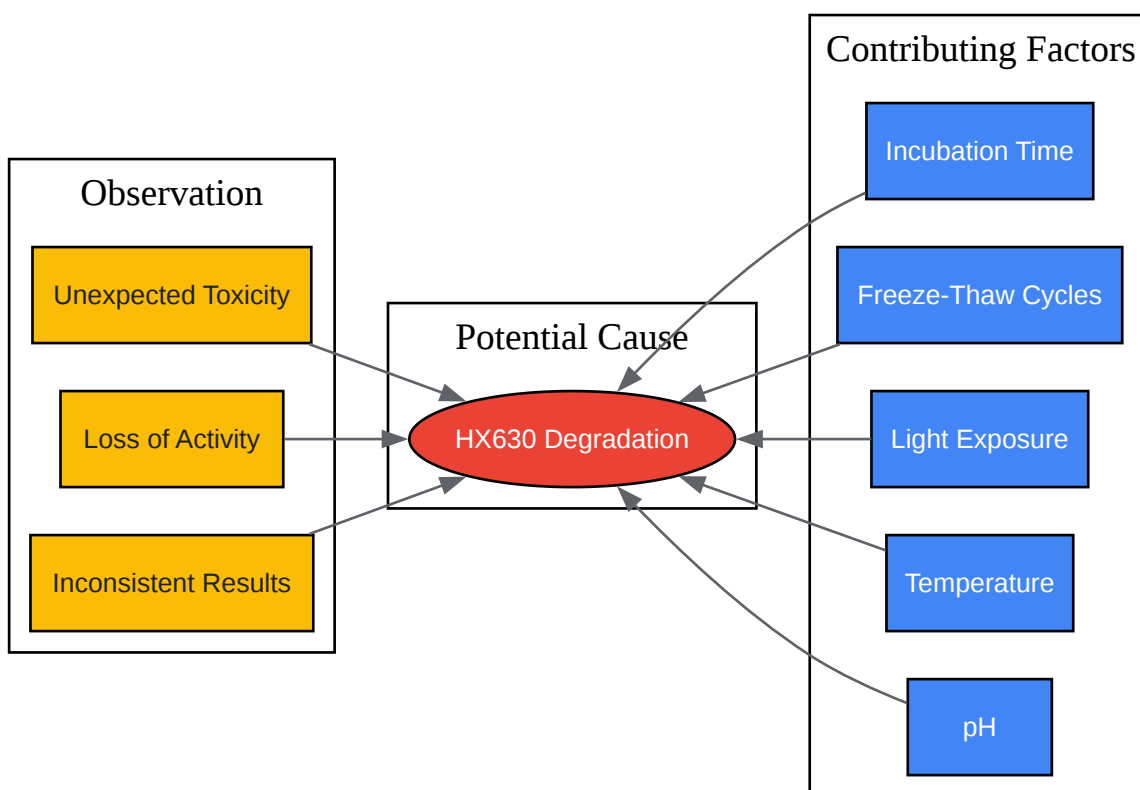 Observation
Unexpected Toxicity
Loss of Activity
Inconsistent Results
Potential Cause
HX630 Degradation
Contributing Factors
Incubation Time
Freeze-Thaw Cycles
Light Exposure
Temperature
pH